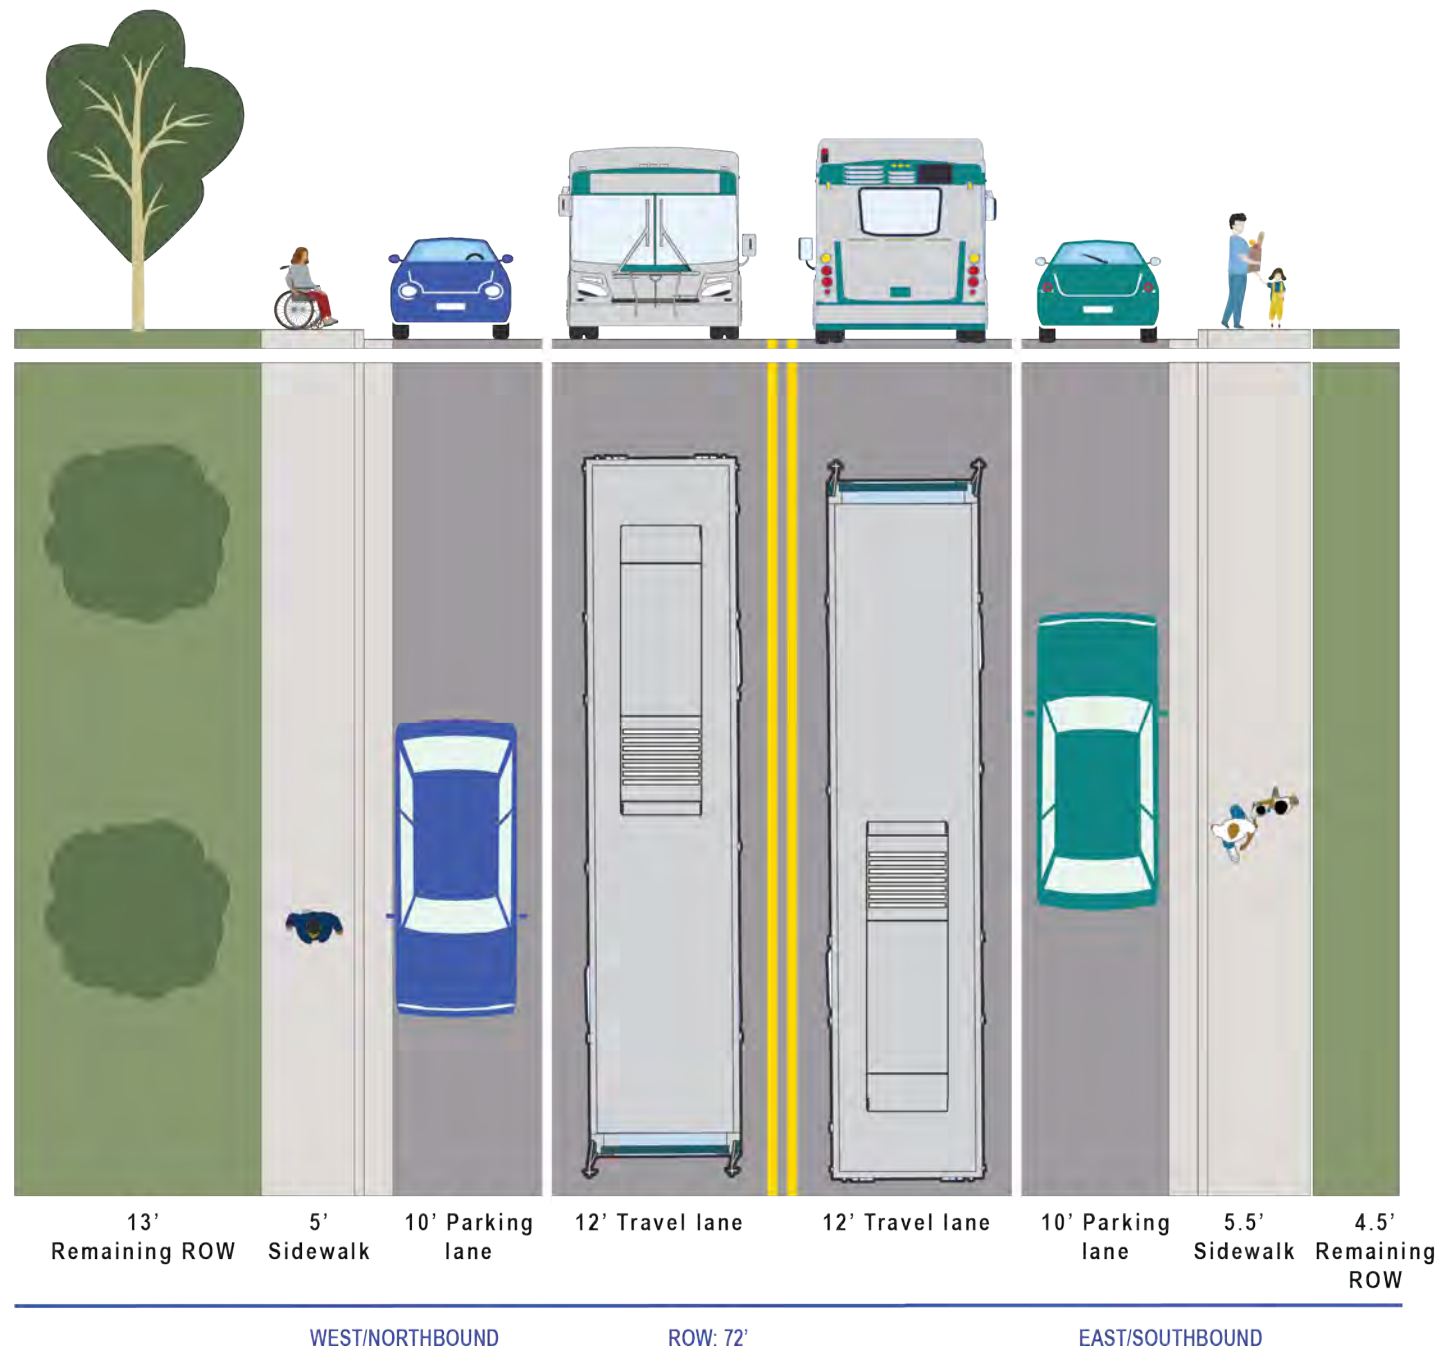 13’ 5’ 10’ Parking 12’ Travel lane 12’ Travel lane 10’ Parking 5.5’ 4.5’
Remaining ROW Sidewalk lane lane Sidewalk Remaining
ROW
WEST/NORTHBOUND ROW: 72’ EAST/SOUTHBOUND